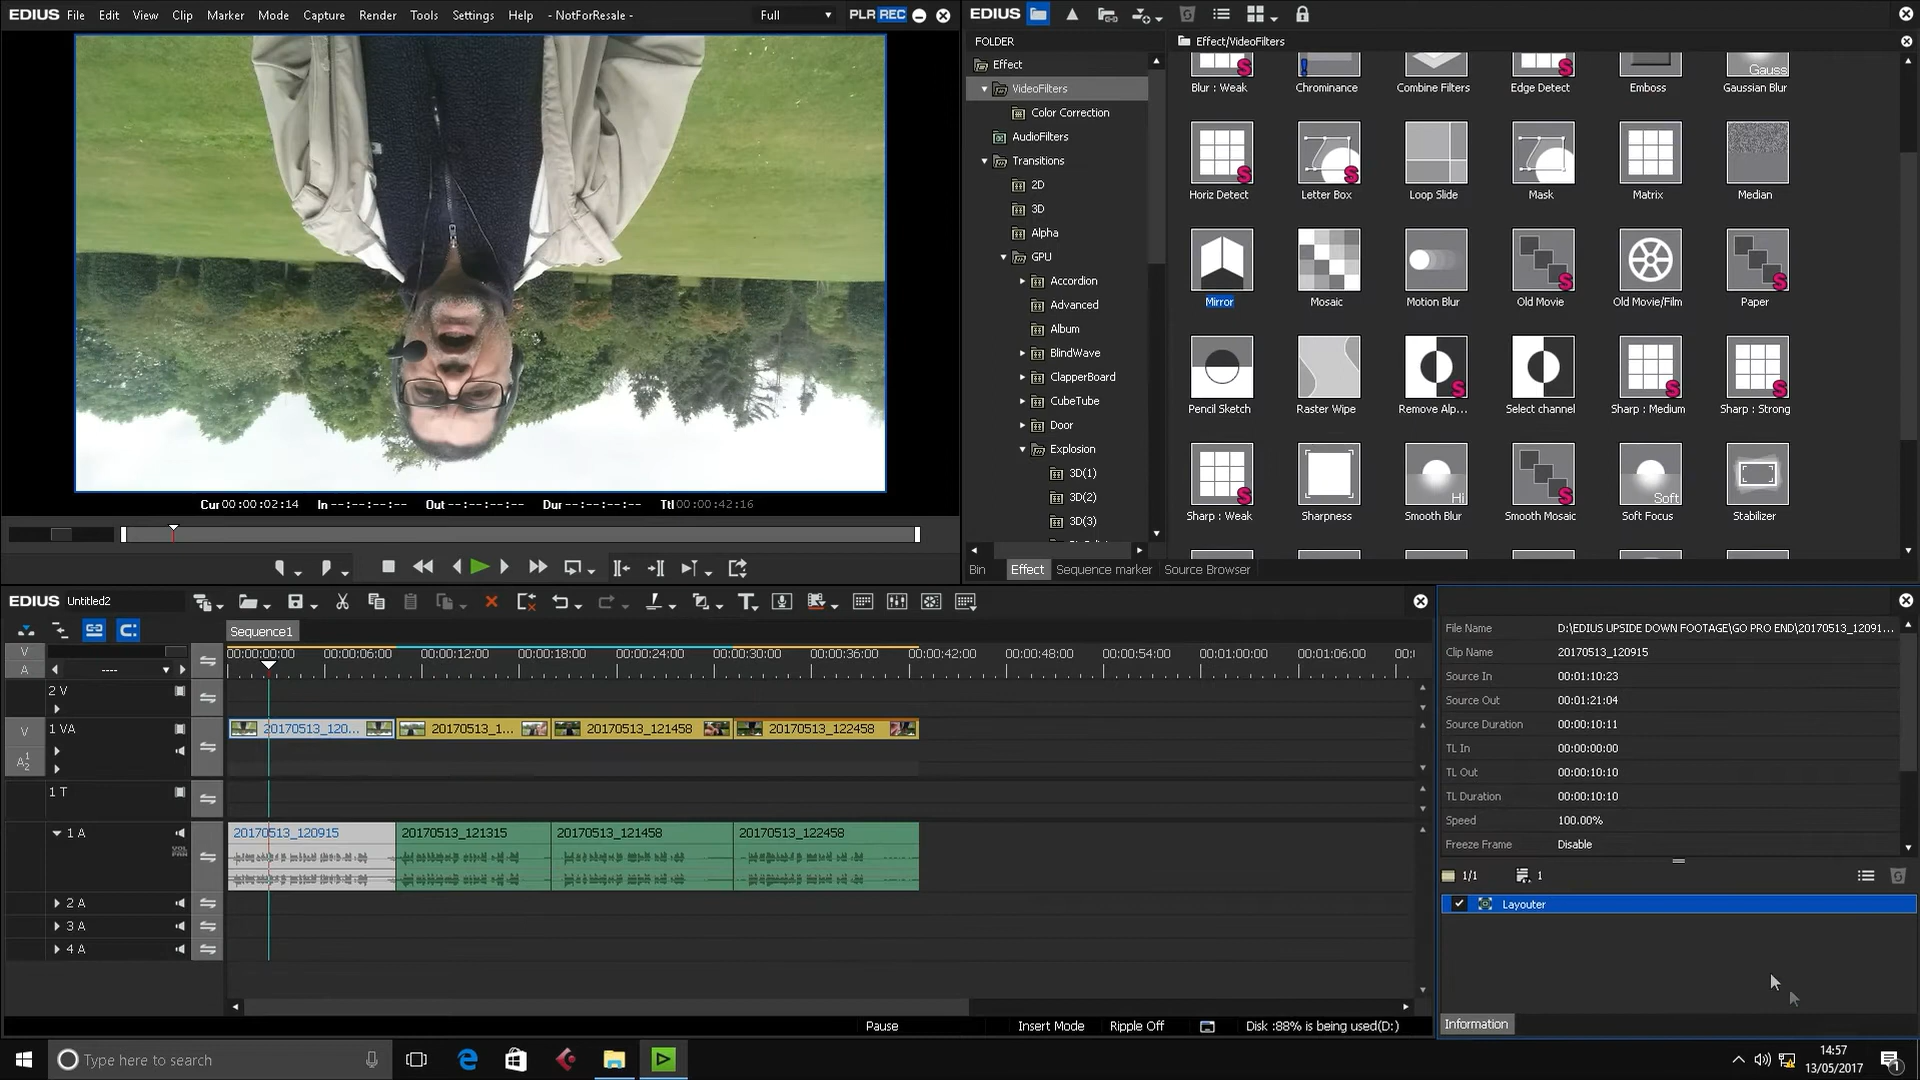 EDIUS File Edit View Clip Marker Mode Capture Render Tools Settings Help - NotForResale - Full PLR REC
Cur 00:00:02:14 In --:--:--:-- Out --:--:--:-- Dur --:--:--:-- Ttl 00:00:42:16
EDIUS
FOLDER
Effect
VideoFilters
Color Correction
AudioFilters
Transitions
2D
3D
Alpha
GPU
Accordion
Advanced
Album
BlindWave
ClapperBoard
CubeTube
Door
Explosion
3D(1)
3D(2)
3D(3)
Effect/VideoFilters
Gauss
Blur : Weak Chrominance Combine Filters Edge Detect Emboss Gaussian Blur
Horiz Detect Letter Box Loop Slide Mask Matrix Median
Mirror Mosaic Motion Blur Old Movie Old Movie/Film Paper
Pencil Sketch Raster Wipe Remove Alp... Select channel Sharp : Medium Sharp : Strong
Hi Soft
Sharp : Weak Sharpness Smooth Blur Smooth Mosaic Soft Focus Stabilizer
Bin Effect Sequence marker Source Browser
EDIUS Untitled2
Sequence1
00:00:00:00 00:00:06:00 00:00:12:00 00:00:18:00 00:00:24:00 00:00:30:00 00:00:36:00 00:00:42:00 00:00:48:00 00:00:54:00 00:01:00:00 00:01:06:00
V
A
----
2 V
V
1 VA
20170513_120... 20170513_1... 20170513_121458 20170513_122458
A 1 2
1 T
1 A
VOL
PAN
20170513_120915 20170513_121315 20170513_121458 20170513_122458
2 A
3 A
4 A
Pause Insert Mode Ripple Off Disk :88% is being used(D:)
File Name D:\EDIUS UPSIDE DOWN FOOTAGE\GO PRO END\20170513_12091...
Clip Name 20170513_120915
Source In 00:01:10:23
Source Out 00:01:21:04
Source Duration 00:00:10:11
TL In 00:00:00:00
TL Out 00:00:10:10
TL Duration 00:00:10:10
Speed 100.00%
Freeze Frame Disable
1/1 1
Layouter
Information
Type here to search
14:57
13/05/2017
1